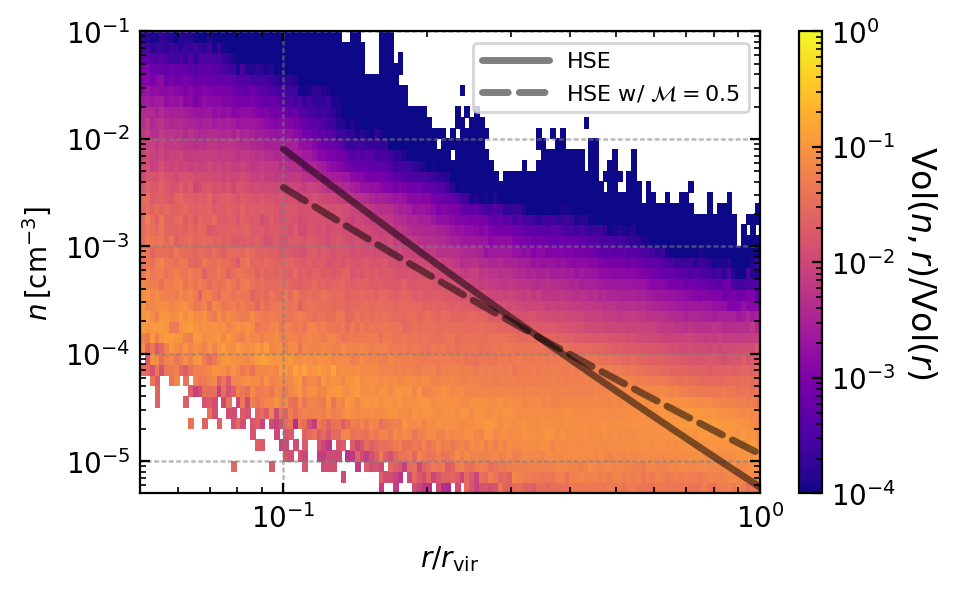 10⁻¹
10⁻²
10⁻³
10⁻⁴
10⁻⁵
n [cm⁻³]
HSE
HSE w/ ℳ = 0.5
10⁻¹
10⁰
r/r_vir
10⁰
10⁻¹
10⁻²
10⁻³
10⁻⁴
Vol(n, r)/Vol(r)